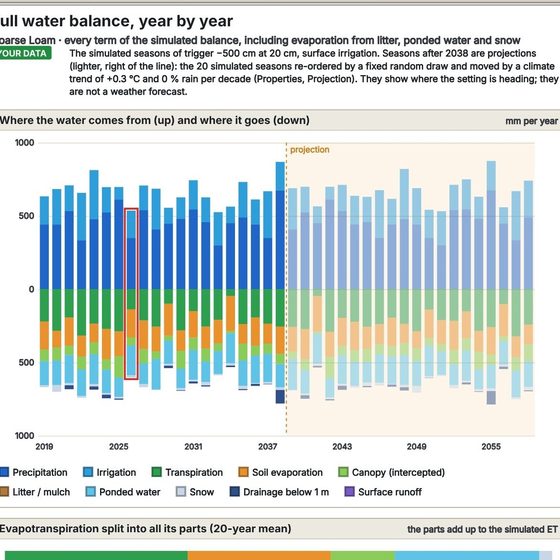 ull water balance, year by year
oarse Loam · every term of the simulated balance, including evaporation from litter, ponded water and snow
YOUR DATA
The simulated seasons of trigger −500 cm at 20 cm, surface irrigation. Seasons after 2038 are projections
(lighter, right of the line): the 20 simulated seasons re-ordered by a fixed random draw and moved by a climate
trend of +0.3 °C and 0 % rain per decade (Properties, Projection). They show where the setting is heading; they
are not a weather forecast.
Where the water comes from (up) and where it goes (down)
mm per year
1000
projection
500
0
500
1000
2019 2025 2031 2037 2043 2049 2055
Precipitation Irrigation Transpiration Soil evaporation Canopy (intercepted)
Litter / mulch Ponded water Snow Drainage below 1 m Surface runoff
Evapotranspiration split into all its parts (20-year mean)
the parts add up to the simulated ET